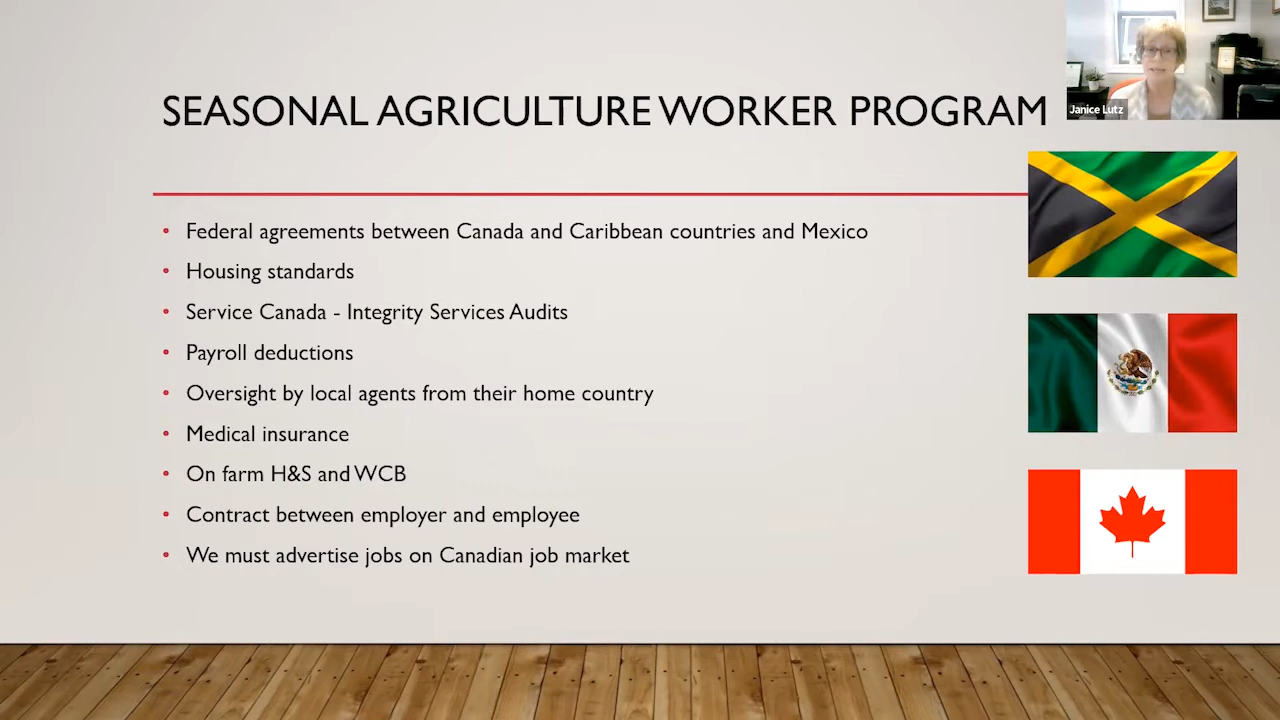 SEASONAL AGRICULTURE WORKER PROGRAM
Janice Lutz
• Federal agreements between Canada and Caribbean countries and Mexico
• Housing standards
• Service Canada - Integrity Services Audits
• Payroll deductions
• Oversight by local agents from their home country
• Medical insurance
• On farm H&S and WCB
• Contract between employer and employee
• We must advertise jobs on Canadian job market